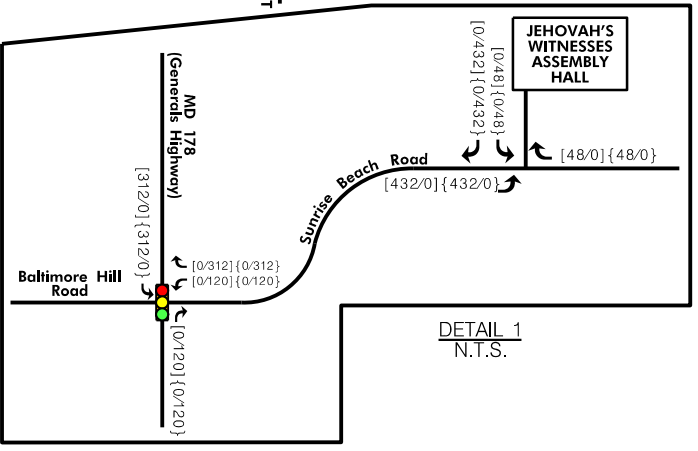 JEHOVAH'S
WITNESSES
ASSEMBLY
HALL
[0/432]{0/432}
[0/48]{0/48}
[48/0]{48/0}
[432/0]{432/0}
Sunrise Beach Road
MD 178
(Generals Highway)
[312/0]{312/0}
[0/312]{0/312}
[0/120]{0/120}
Baltimore Hill
Road
[0/120]{0/120}
DETAIL 1
N.T.S.